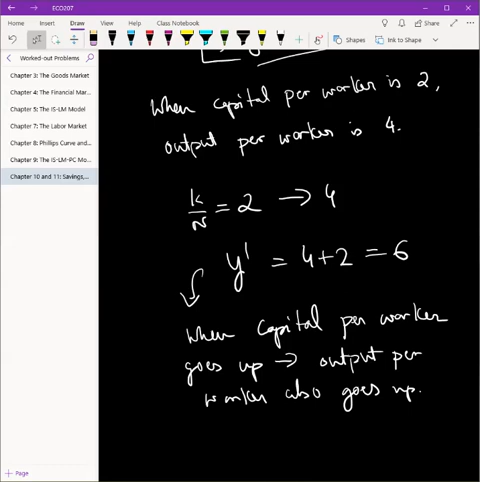 ECO207
File Home Insert Draw History Class Notebook Share
Shapes Ink to Shape
Worked-out Problems
Chapter 3: The Goods Market
Chapter 4: The Financial Mar...
Chapter 5: The IS-LM Model
Chapter 7: The Labor Market
Chapter 8: Phillips Curve and...
Chapter 9: The IS-LM-PC Mo...
Chapter 10 and 11: Savings,...
+ Page
When capital per worker is 2,
output per worker is 4.
K/N = 2 → 4
y' = 4+2 = 6
When capital per worker
goes up → output per
worker also goes up.